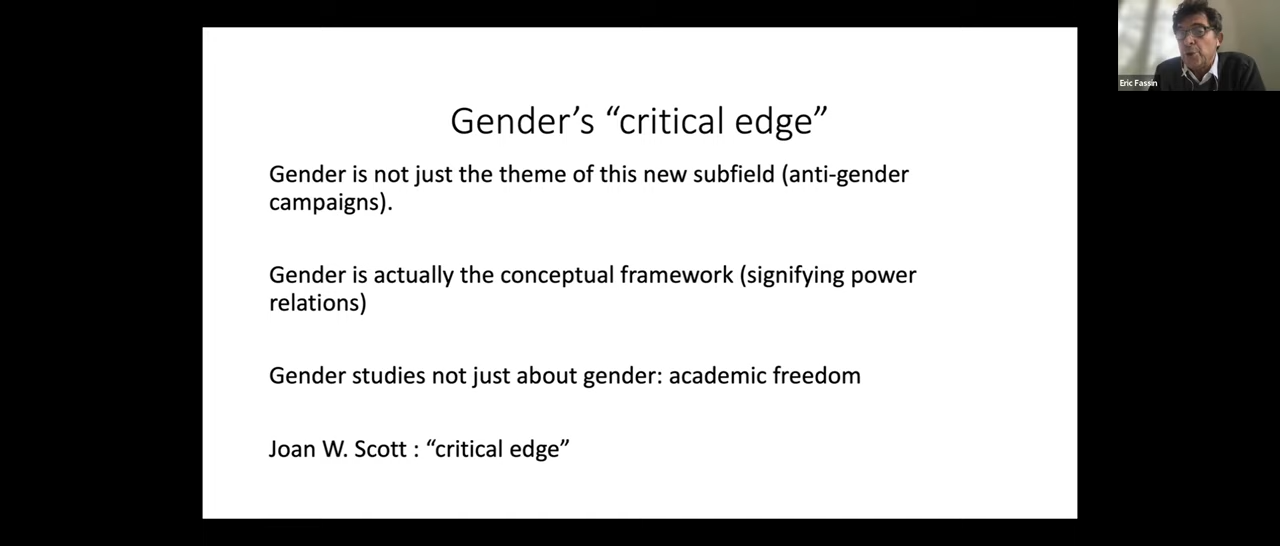 Gender's “critical edge”
Gender is not just the theme of this new subfield (anti-gender
campaigns).
Gender is actually the conceptual framework (signifying power
relations)
Gender studies not just about gender: academic freedom
Joan W. Scott : “critical edge”
Eric Fassin